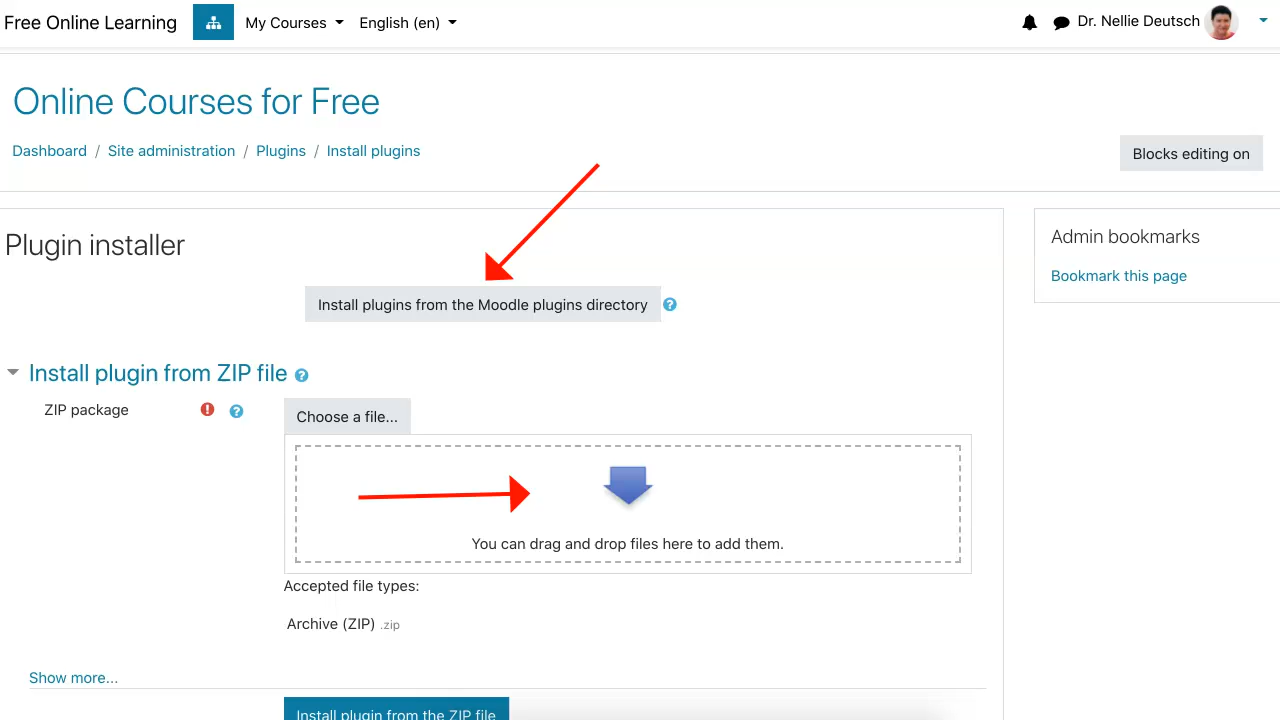 Free Online Learning My Courses English (en) Dr. Nellie Deutsch
Online Courses for Free
Dashboard / Site administration / Plugins / Install plugins
Blocks editing on
Plugin installer
Admin bookmarks
Bookmark this page
Install plugins from the Moodle plugins directory
Install plugin from ZIP file
ZIP package
Choose a file...
You can drag and drop files here to add them.
Accepted file types:
Archive (ZIP) .zip
Show more...
Install plugin from the ZIP file